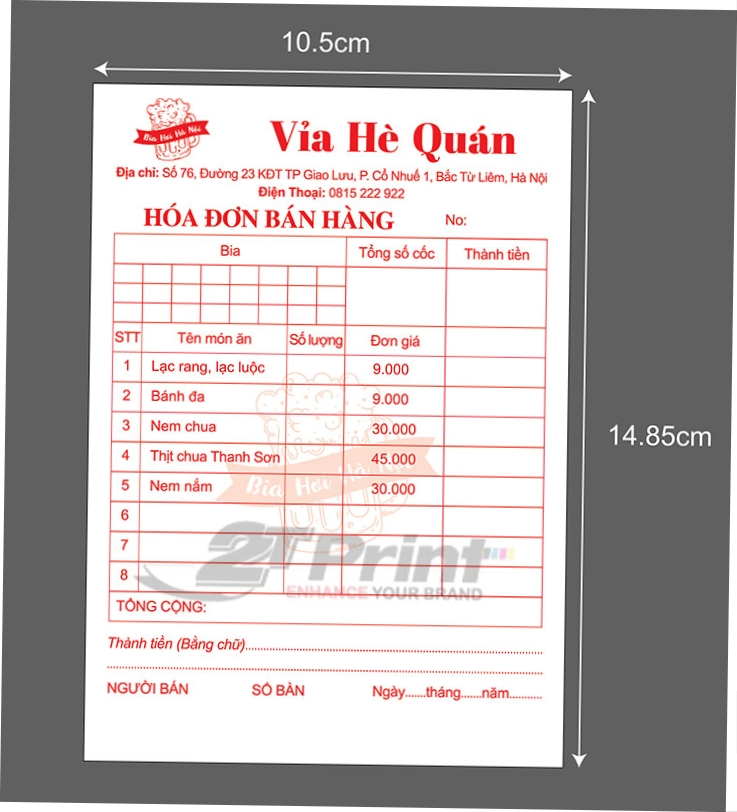 10.5cm
Bia Hơi Hà Nội
Vỉa Hè Quán
Địa chỉ: Số 76, Đường 23 KĐT TP Giao Lưu, P. Cổ Nhuế 1, Bắc Từ Liêm, Hà Nội
Điện Thoại: 0815 222 922
HÓA ĐƠN BÁN HÀNG No:
Bia Tổng số cốc Thành tiền
STT Tên món ăn Số lượng Đơn giá
1 Lạc rang, lạc luộc 9.000
2 Bánh đa 9.000
3 Nem chua 30.000
14.85cm
4 Thịt chua Thanh Sơn 45.000
Bia Hơi Hà Nội
5 Nem nắm 30.000
6
7
2T Print
8
ENHANCE YOUR BRAND
TỔNG CỘNG:
Thành tiền (Bằng chữ)
NGƯỜI BÁN SỐ BÀN Ngày......tháng......năm.........